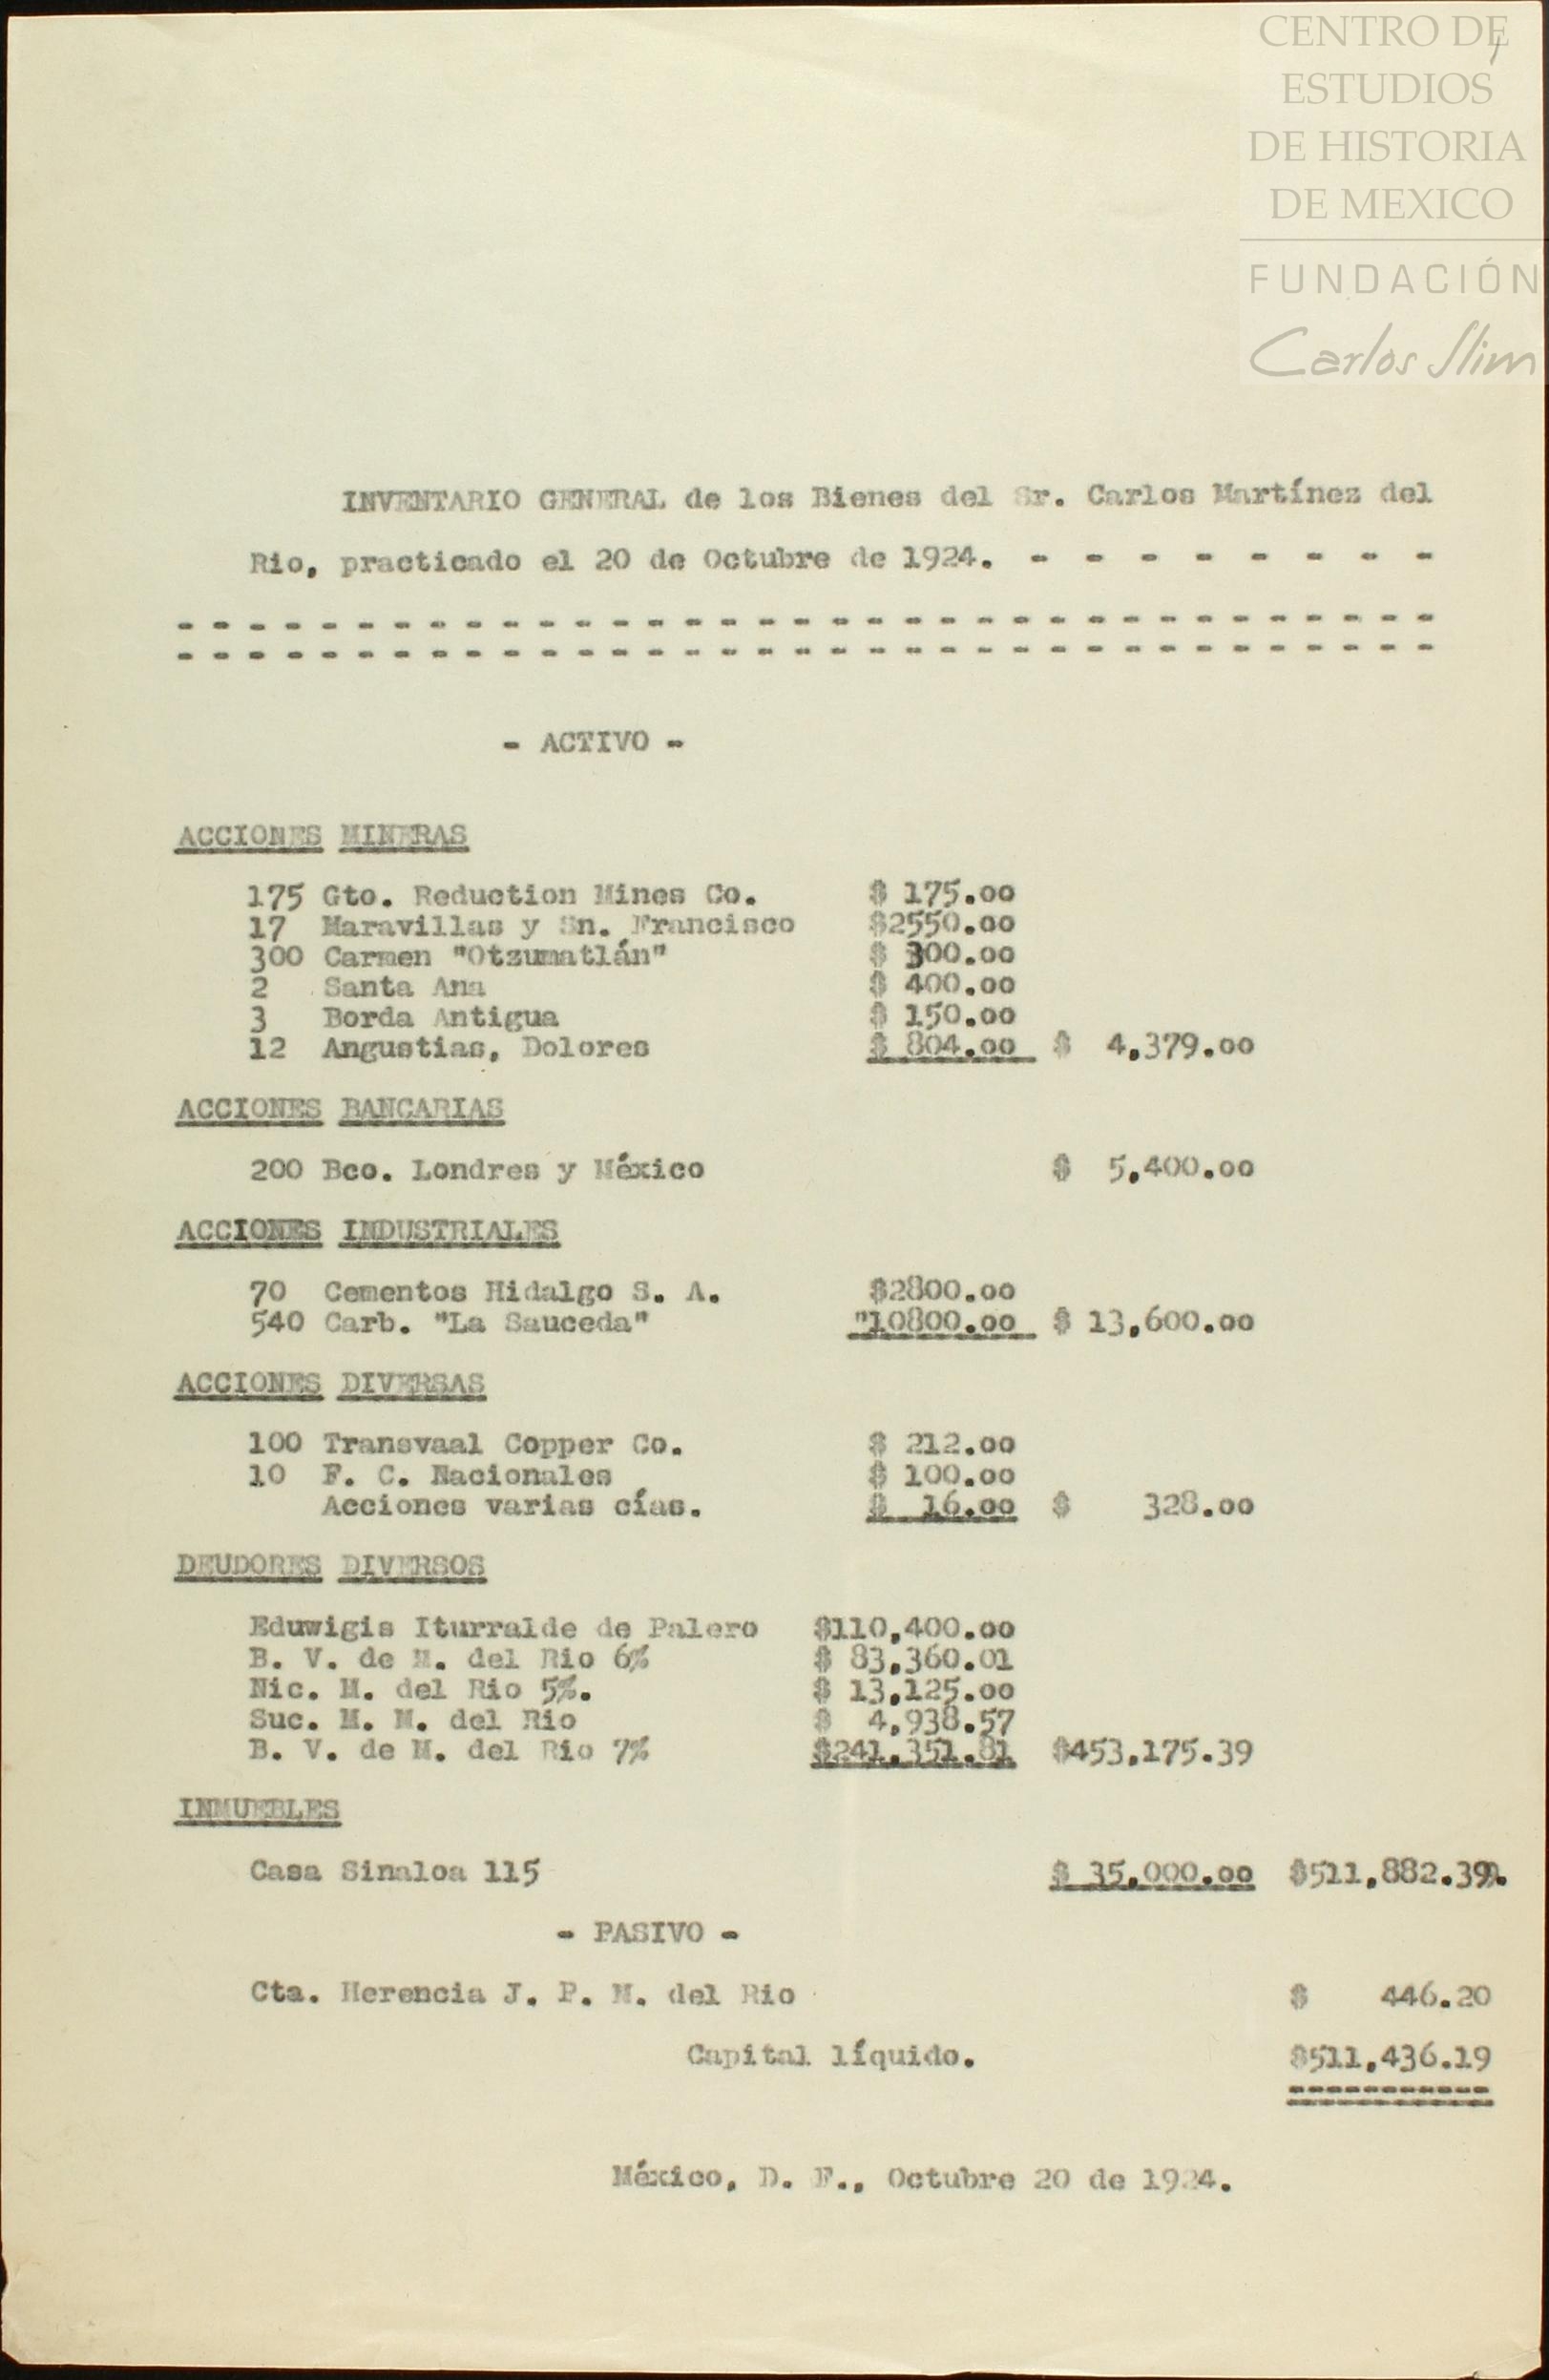 CENTRO DE
ESTUDIOS
DE HISTORIA
DE MEXICO
FUNDACIÓN
Carlos Slim
INVENTARIO GENERAL de los Bienes del Sr. Carlos Martínez del
Rio, practicado el 20 de Octubre de 1924. - - - - - - - -
- - - - - - - - - - - - - - - - - - - - - - - - - - - - - - - - - - -
- - - - - - - - - - - - - - - - - - - - - - - - - - - - - - - - - - -
- ACTIVO -
ACCIONES MINERAS
175 Gto. Reduction Mines Co. $ 175.00
17 Maravillas y Sn. Francisco $2550.00
300 Carmen "Otzumatlán" $ 300.00
2 Santa Ana $ 400.00
3 Borda Antigua $ 150.00
12 Angustias, Dolores $ 804.00 $ 4,379.00
ACCIONES BANCARIAS
200 Bco. Londres y México $ 5,400.00
ACCIONES INDUSTRIALES
70 Cementos Hidalgo S. A. $2800.00
540 Carb. "La Sauceda" "10800.00 $ 13,600.00
ACCIONES DIVERSAS
100 Transvaal Copper Co. $ 212.00
10 F. C. Nacionales $ 100.00
Acciones varias cías. $ 16.00 $ 328.00
DEUDORES DIVERSOS
Eduwigis Iturralde de Palero $110,400.00
B. V. de M. del Rio 6% $ 83,360.01
Nic. M. del Rio 5%. $ 13,125.00
Suc. M. M. del Rio $ 4,938.57
B. V. de M. del Rio 7% $241,351.81 $453,175.39
INMUEBLES
Casa Sinaloa 115 $ 35,000.00 $511,882.39.
- PASIVO -
Cta. Herencia J. P. M. del Rio $ 446.20
Capital líquido. $511,436.19
México, D. F., Octubre 20 de 1924.